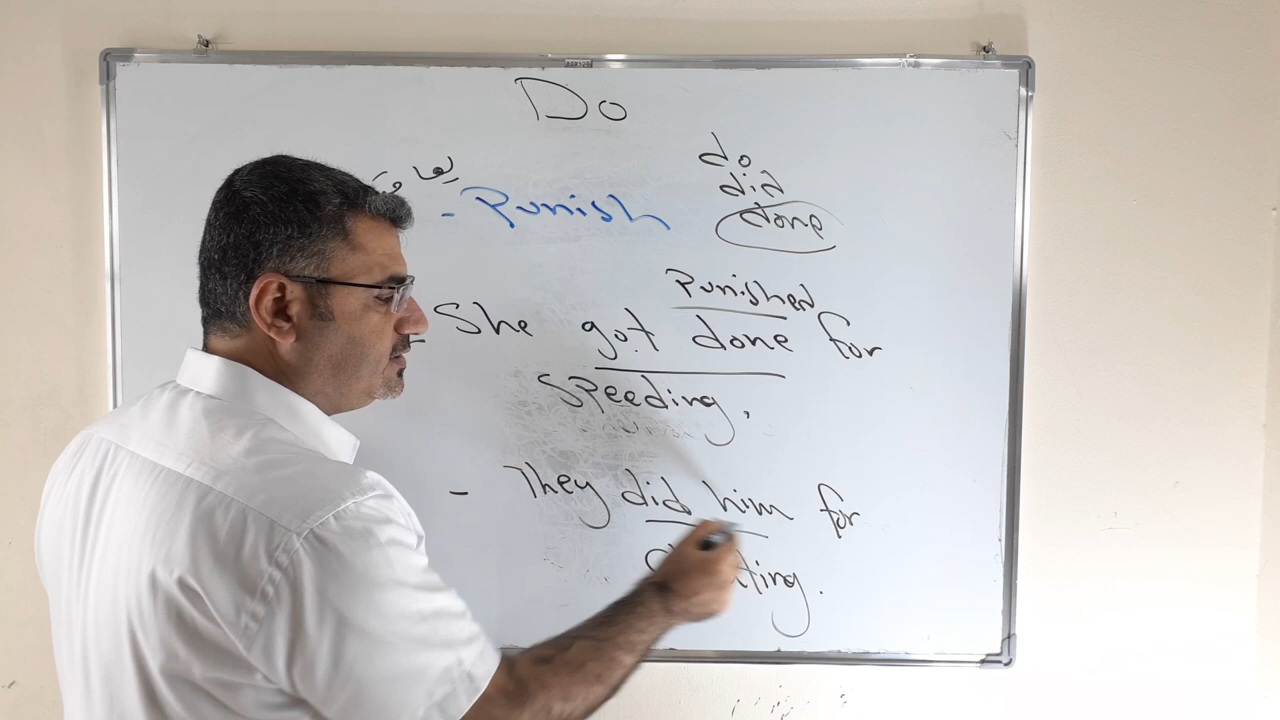 Do
do
did
- Punish
done
Punished
- She got done for
speeding.
- They did him for